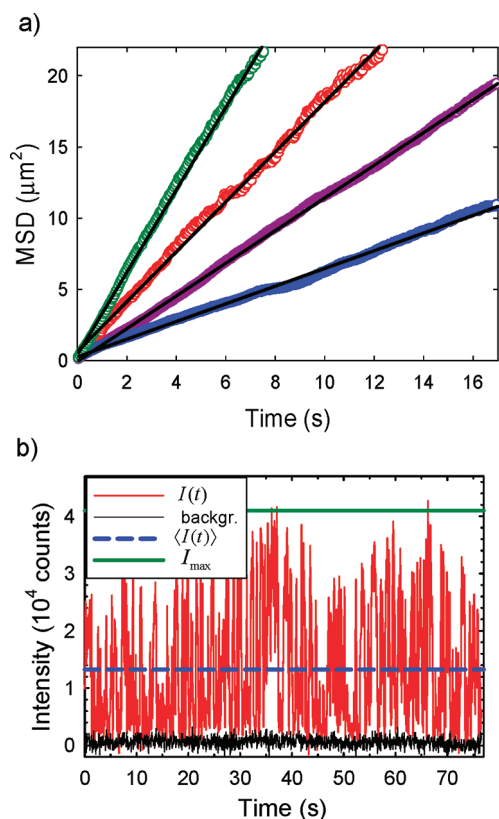 a)
20
15
10
5
0
MSD (μm²)
0 2 4 6 8 10 12 14 16
Time (s)
b)
I(t)
backgr.
⟨I(t)⟩
I_max
4
3
2
1
0
Intensity (10⁴ counts)
0 10 20 30 40 50 60 70
Time (s)